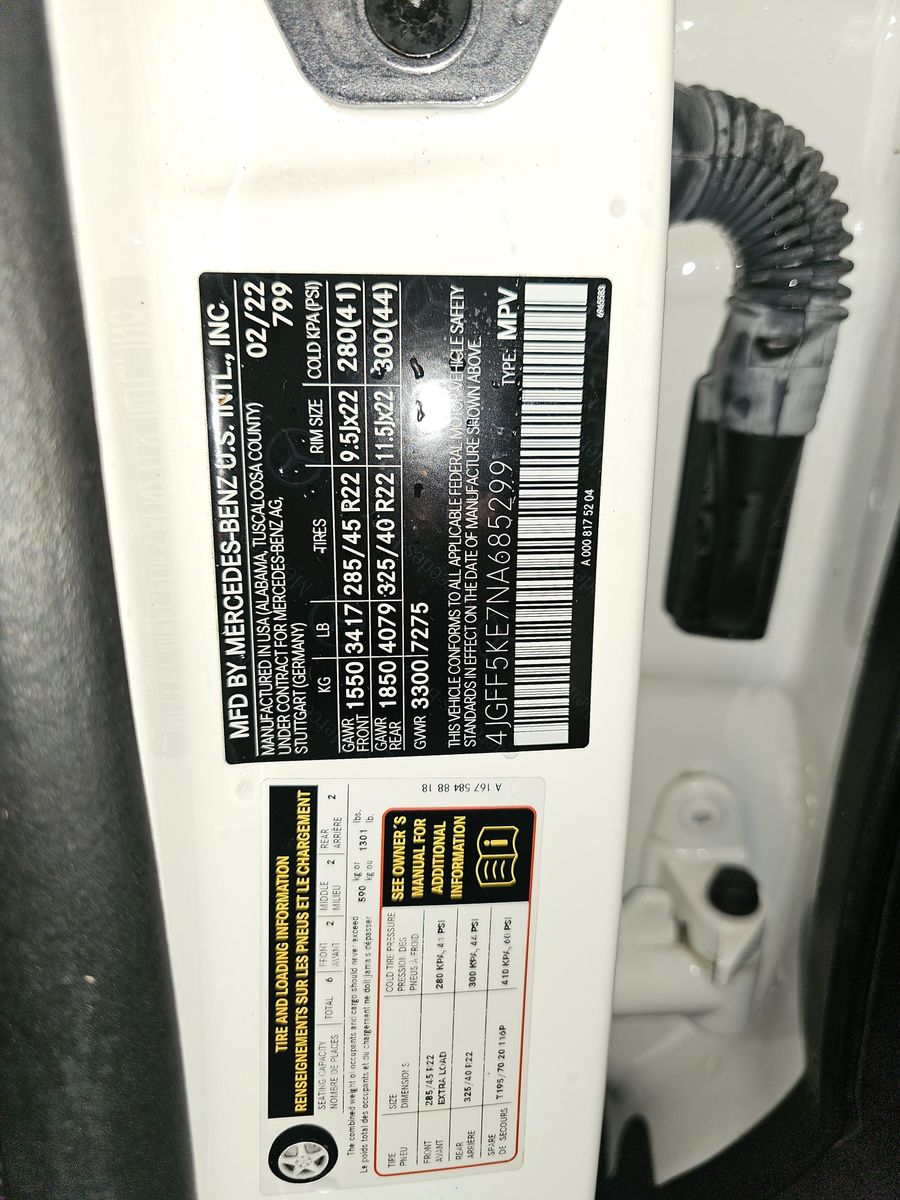 MFD BY MERCEDES-BENZ U.S. INTL., INC
MANUFACTURED IN USA (ALABAMA, TUSCALOOSA COUNTY) 02/22
UNDER CONTRACT FOR MERCEDES-BENZ AG, 799
STUTTGART (GERMANY)
KG LB TIRES RIM SIZE COLD KPA(PSI)
GAWR FRONT 1550 3417 285/45 R22 9.5Jx22 280(41)
GAWR REAR 1850 4079 325/40 R22 11.5Jx22 300(44)
GVWR 3300 7275
THIS VEHICLE CONFORMS TO ALL APPLICABLE FEDERAL MOTOR VEHICLE SAFETY
STANDARDS IN EFFECT ON THE DATE OF MANUFACTURE SHOWN ABOVE.
4JGFF5KE7NA685299 TYPE: MPV
A 000 817 52 04
6965583
TIRE AND LOADING INFORMATION
RENSEIGNEMENTS SUR LES PNEUS ET LE CHARGEMENT
SEATING CAPACITY TOTAL 6 FRONT 2 MIDDLE 2 REAR 2
NOMBRE DE PLACES AVANT MILIEU ARRIÈRE
The combined weight of occupants and cargo should never exceed 590 kg or 1301 lbs.
Le poids total des occupants et du chargement ne doit jamais dépasser kg ou lb.
TIRE SIZE COLD TIRE PRESSURE
PNEU DIMENSIONS PRESSION DES
PNEUS À FROID
FRONT 285/45 R22 280 KPA, 41 PSI
AVANT EXTRA LOAD
REAR 325/40 R22 300 KPA, 44 PSI
ARRIÈRE
SPARE T195/70 20 116P 410 KPA, 60 PSI
DE SECOURS
SEE OWNER'S
MANUAL FOR
ADDITIONAL
INFORMATION
A 167 584 88 18